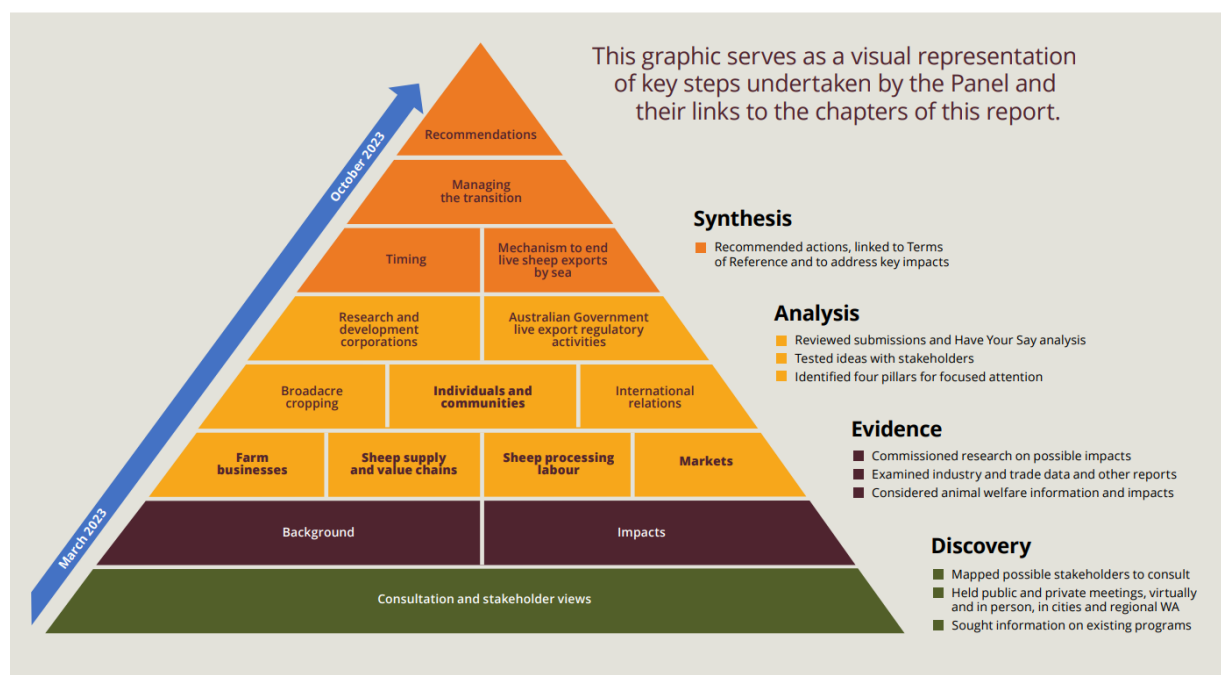 This graphic serves as a visual representation
of key steps undertaken by the Panel and
their links to the chapters of this report.
October 2023
March 2023
Recommendations
Managing
the transition
Timing
Mechanism to end
live sheep exports
by sea
Research and
development
corporations
Australian Government
live export regulatory
activities
Broadacre
cropping
Individuals and
communities
International
relations
Farm
businesses
Sheep supply
and value chains
Sheep processing
labour
Markets
Background
Impacts
Consultation and stakeholder views
Synthesis
Recommended actions, linked to Terms
of Reference and to address key impacts
Analysis
Reviewed submissions and Have Your Say analysis
Tested ideas with stakeholders
Identified four pillars for focused attention
Evidence
Commissioned research on possible impacts
Examined industry and trade data and other reports
Considered animal welfare information and impacts
Discovery
Mapped possible stakeholders to consult
Held public and private meetings, virtually
and in person, in cities and regional WA
Sought information on existing programs